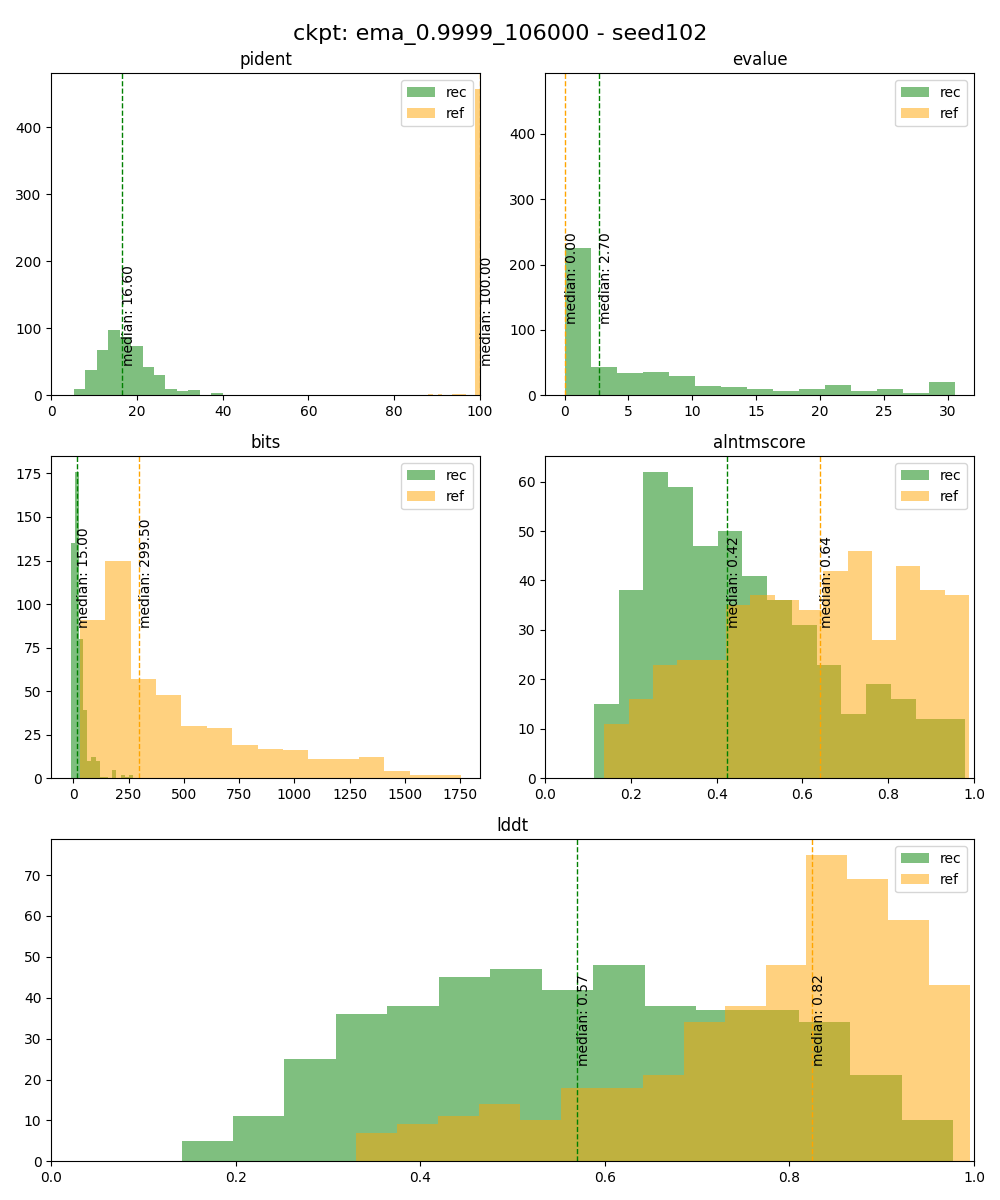 ckpt: ema_0.9999_106000 - seed102
pident
rec
ref
median: 16.60
median: 100.00
400
300
200
100
0
0 20 40 60 80 100
evalue
rec
ref
median: 0.00
median: 2.70
400
300
200
100
0
0 5 10 15 20 25 30
bits
rec
ref
median: 15.00
median: 299.50
175
150
125
100
75
50
25
0
0 250 500 750 1000 1250 1500 1750
alntmscore
rec
ref
median: 0.42
median: 0.64
60
50
40
30
20
10
0
0.0 0.2 0.4 0.6 0.8 1.0
lddt
rec
ref
median: 0.57
median: 0.82
70
60
50
40
30
20
10
0
0.0 0.2 0.4 0.6 0.8 1.0